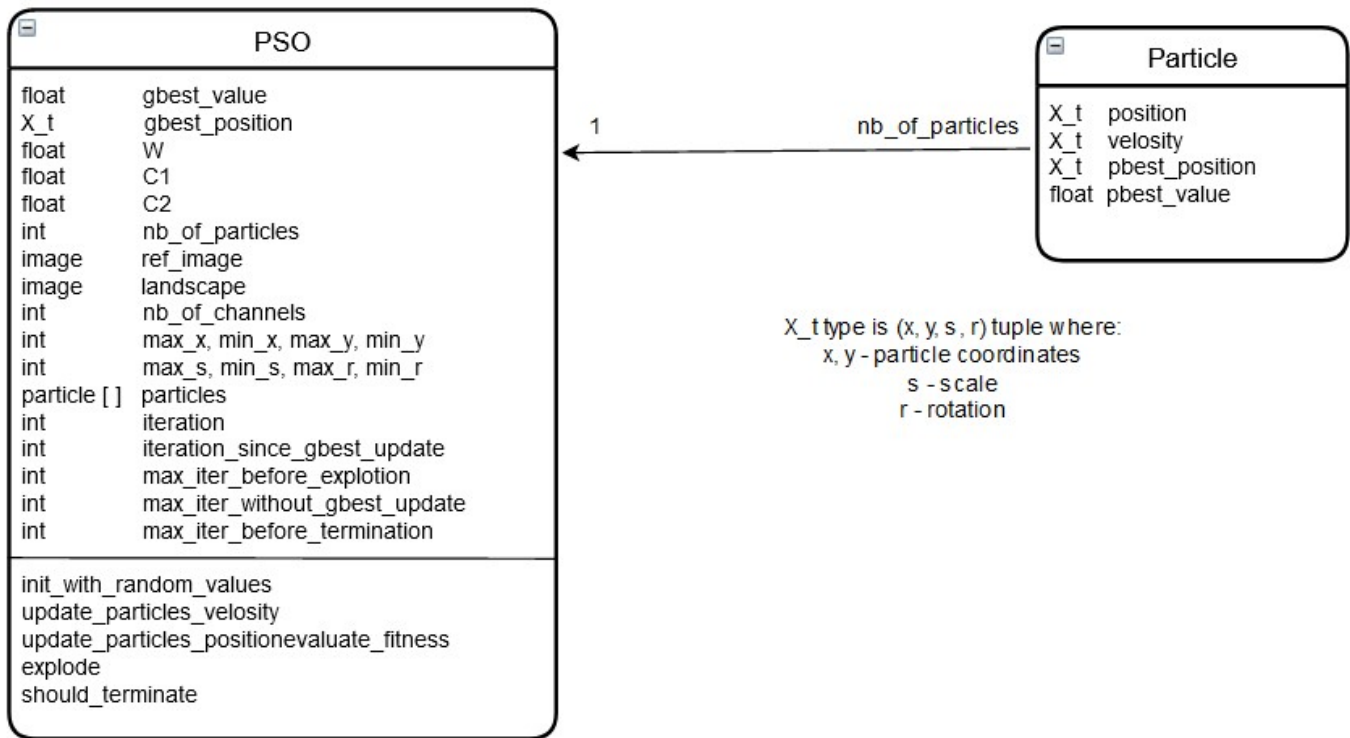 PSO
float gbest_value
X_t gbest_position
float W
float C1
float C2
int nb_of_particles
image ref_image
image landscape
int nb_of_channels
int max_x, min_x, max_y, min_y
int max_s, min_s, max_r, min_r
particle [ ] particles
int iteration
int iteration_since_gbest_update
int max_iter_before_explotion
int max_iter_without_gbest_update
int max_iter_before_termination
init_with_random_values
update_particles_velosity
update_particles_positionevaluate_fitness
explode
should_terminate
1 nb_of_particles
Particle
X_t position
X_t velosity
X_t pbest_position
float pbest_value
X_t type is (x, y, s, r) tuple where:
x, y - particle coordinates
s - scale
r - rotation